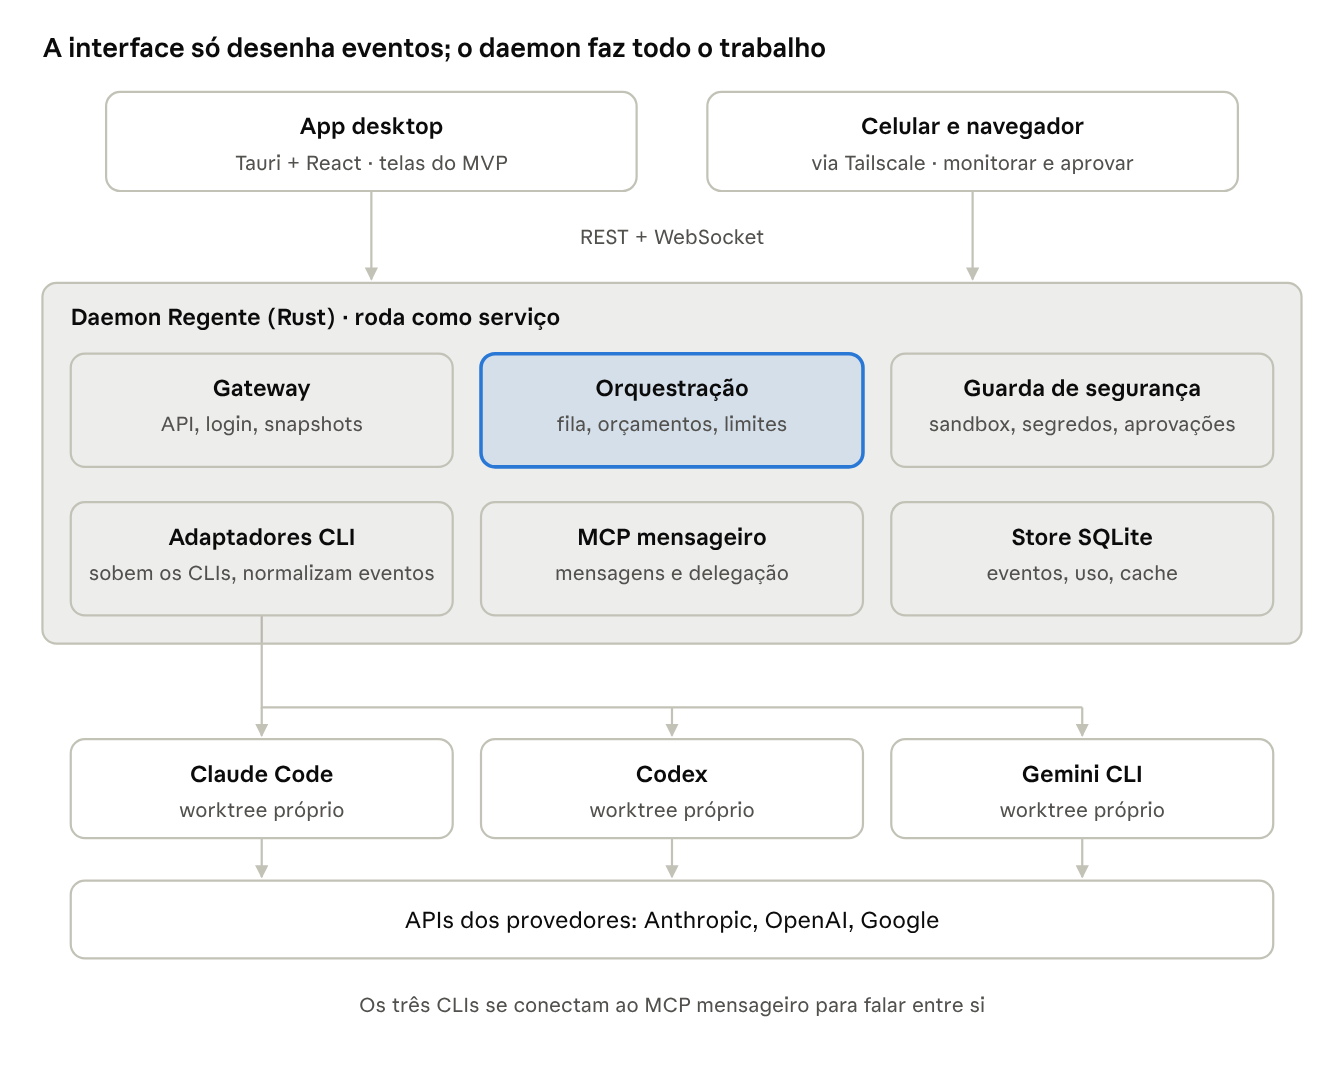 A interface só desenha eventos; o daemon faz todo o trabalho
App desktop
Tauri + React · telas do MVP
Celular e navegador
via Tailscale · monitorar e aprovar
REST + WebSocket
Daemon Regente (Rust) · roda como serviço
Gateway
API, login, snapshots
Orquestração
fila, orçamentos, limites
Guarda de segurança
sandbox, segredos, aprovações
Adaptadores CLI
sobem os CLIs, normalizam eventos
MCP mensageiro
mensagens e delegação
Store SQLite
eventos, uso, cache
Claude Code
worktree próprio
Codex
worktree próprio
Gemini CLI
worktree próprio
APIs dos provedores: Anthropic, OpenAI, Google
Os três CLIs se conectam ao MCP mensageiro para falar entre si